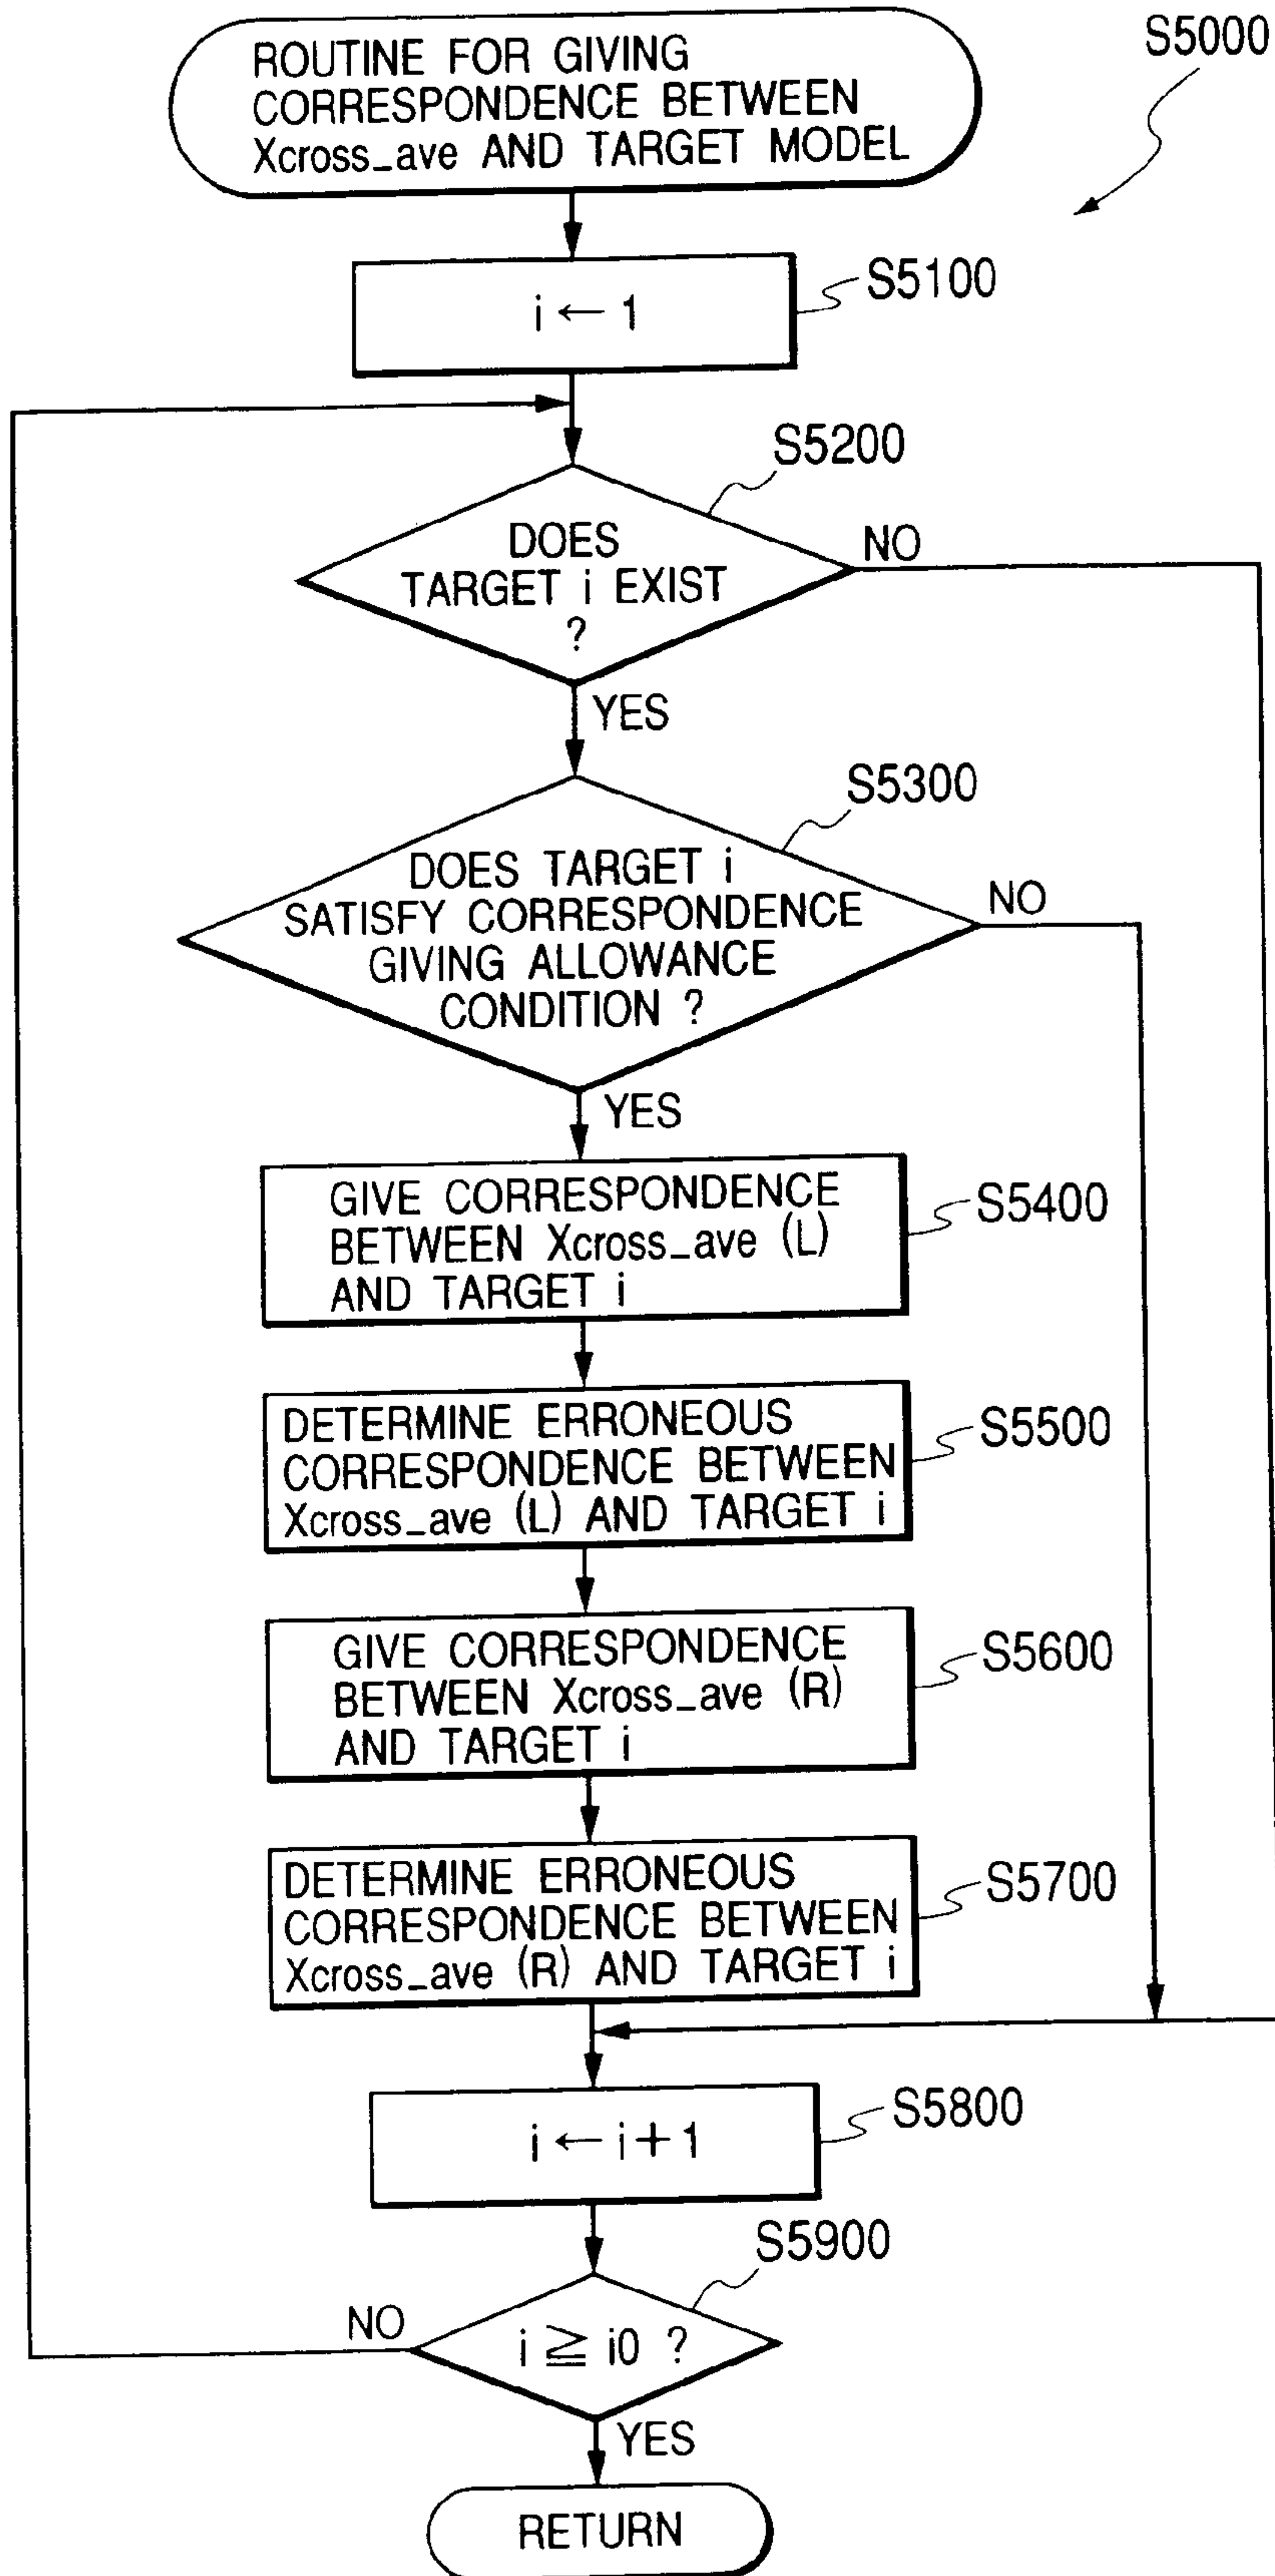 ROUTINE FOR GIVING
CORRESPONDENCE BETWEEN
Xcross_ave AND TARGET MODEL
S5000
i ← 1
S5100
S5200
DOES
TARGET i EXIST
?
NO
YES
S5300
DOES TARGET i
SATISFY CORRESPONDENCE
GIVING ALLOWANCE
CONDITION ?
NO
YES
GIVE CORRESPONDENCE
BETWEEN Xcross_ave (L)
AND TARGET i
S5400
DETERMINE ERRONEOUS
CORRESPONDENCE BETWEEN
Xcross_ave (L) AND TARGET i
S5500
GIVE CORRESPONDENCE
BETWEEN Xcross_ave (R)
AND TARGET i
S5600
DETERMINE ERRONEOUS
CORRESPONDENCE BETWEEN
Xcross_ave (R) AND TARGET i
S5700
i ← i + 1
S5800
S5900
NO
i ≧ i0 ?
YES
RETURN